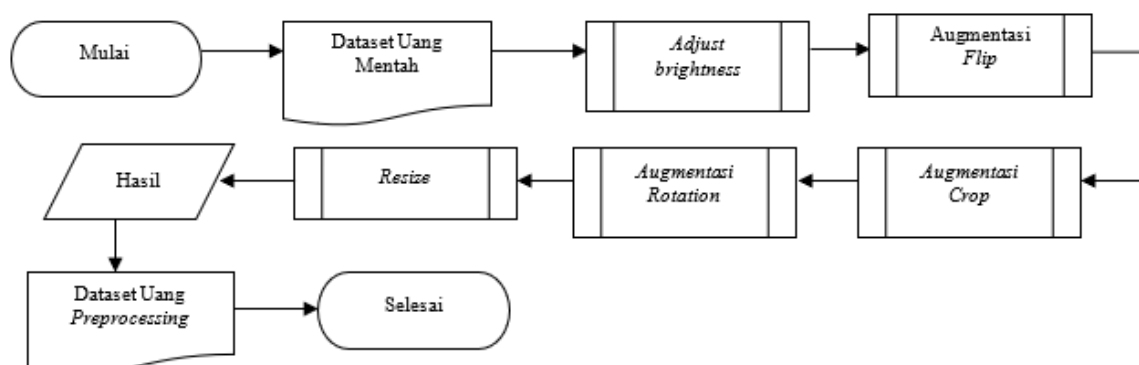 Mulai
Dataset Uang
Mentah
Adjust
brightness
Augmentasi
Flip
Augmentasi
Crop
Augmentasi
Rotation
Resize
Hasil
Dataset Uang
Preprocessing
Selesai